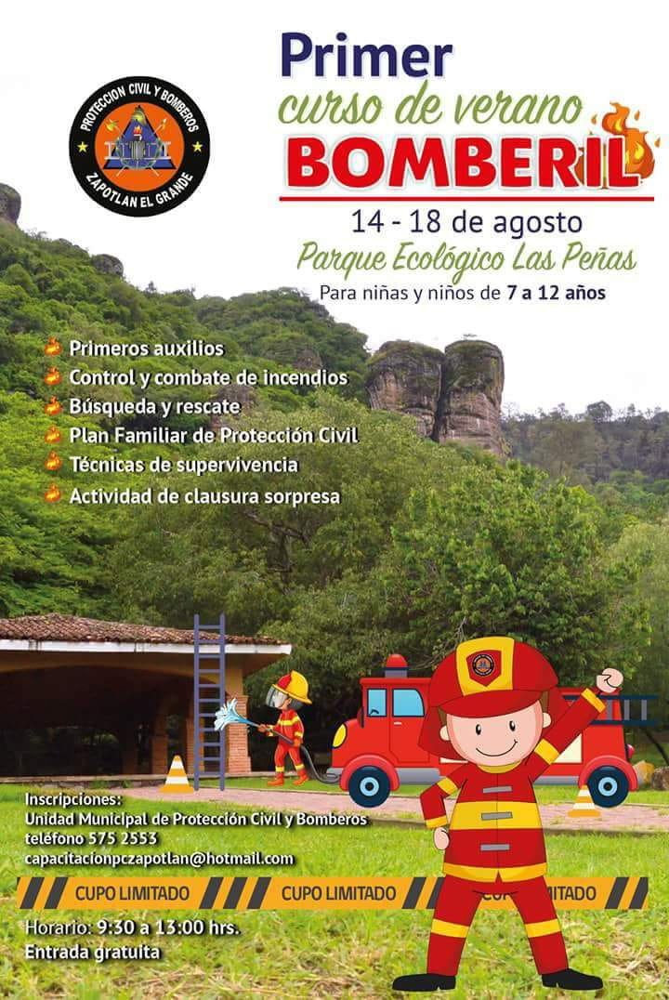 Primer
curso de verano
BOMBERIL
PROTECCION CIVIL Y BOMBEROS
ZAPOTLAN EL GRANDE
14 - 18 de agosto
Parque Ecológico Las Peñas
Para niñas y niños de 7 a 12 años
Primeros auxilios
Control y combate de incendios
Búsqueda y rescate
Plan Familiar de Protección Civil
Técnicas de supervivencia
Actividad de clausura sorpresa
Inscripciones:
Unidad Municipal de Protección Civil y Bomberos
teléfono 575 2553
capacitacionpczapotlan@hotmail.com
CUPO LIMITADO CUPO LIMITADO CUPO LIMITADO
Horario: 9:30 a 13:00 hrs.
Entrada gratuita